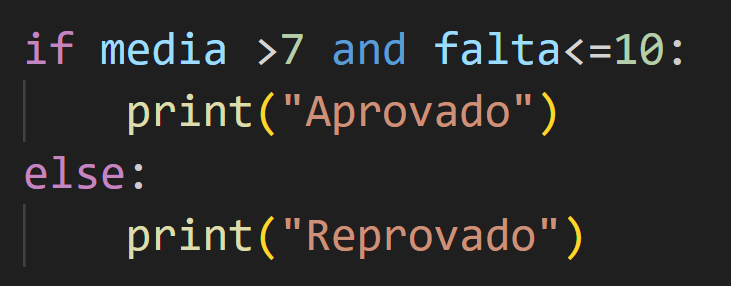 if media >7 and falta<=10:
    print("Aprovado")
else:
    print("Reprovado")